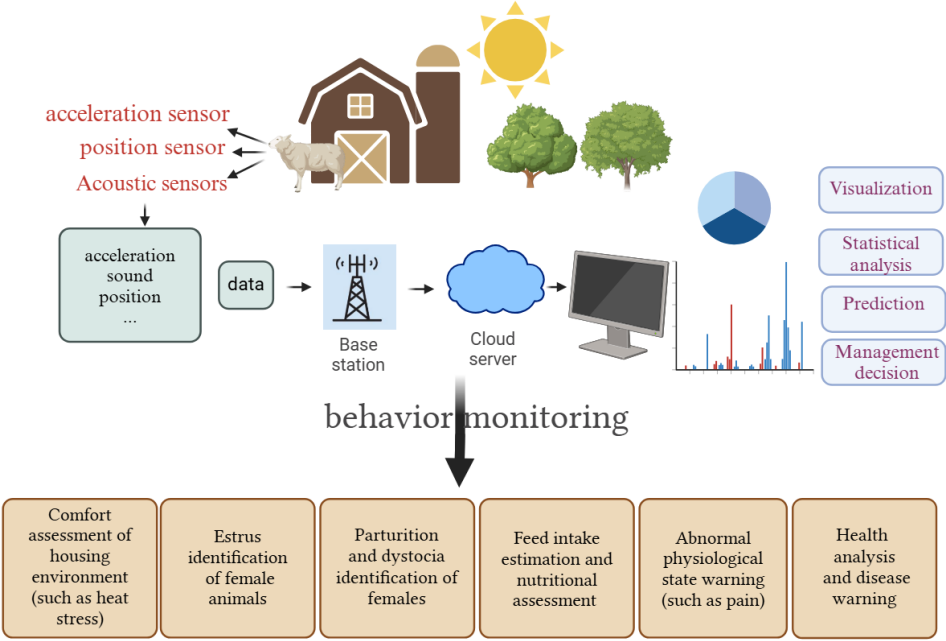 acceleration sensor
position sensor
Acoustic sensors
acceleration
sound
position
...
data
Base
station
Cloud
server
Visualization
Statistical
analysis
Prediction
Management
decision
behavior monitoring
Comfort
assessment of
housing
environment
(such as heat
stress)
Estrus
identification
of female
animals
Parturition
and dystocia
identification of
females
Feed intake
estimation and
nutritional
assessment
Abnormal
physiological
state warning
(such as pain)
Health
analysis
and disease
warning